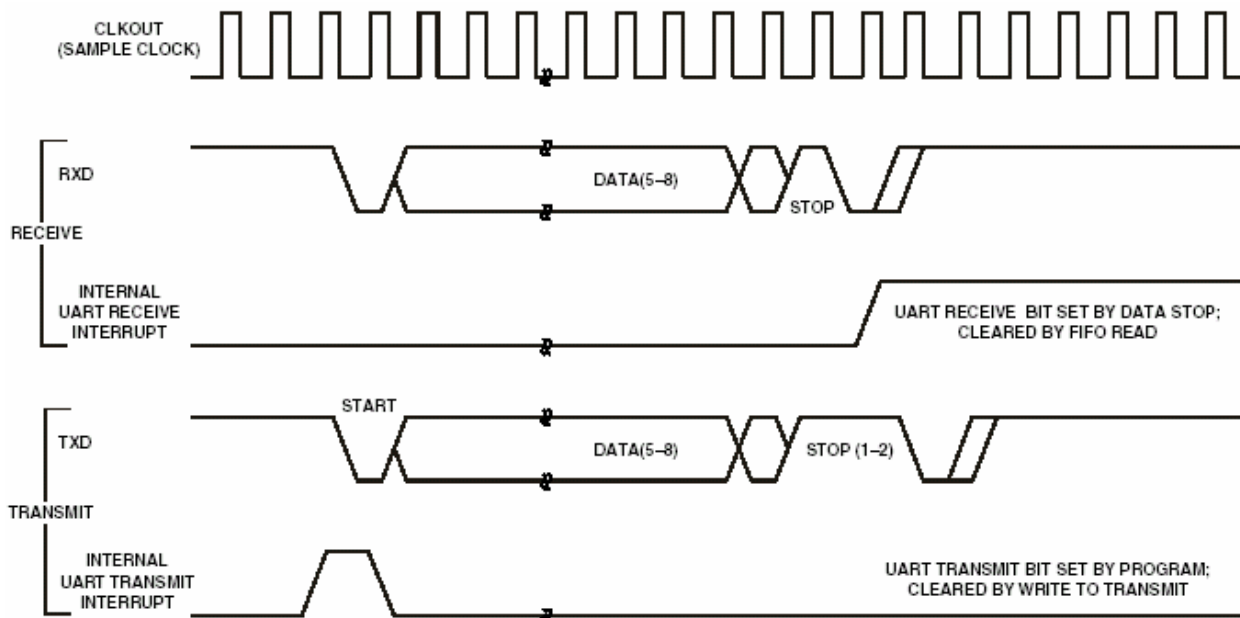 CLKOUT
(SAMPLE CLOCK)
RXD
DATA(5–8)
STOP
RECEIVE
INTERNAL
UART RECEIVE
INTERRUPT
UART RECEIVE BIT SET BY DATA STOP;
CLEARED BY FIFO READ
START
TXD
DATA(5–8)
STOP (1–2)
TRANSMIT
INTERNAL
UART TRANSMIT
INTERRUPT
UART TRANSMIT BIT SET BY PROGRAM;
CLEARED BY WRITE TO TRANSMIT